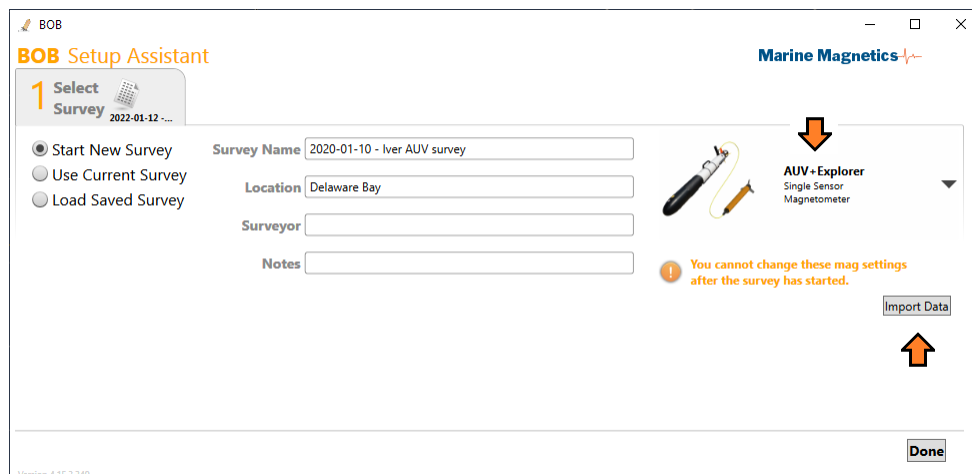 BOB
BOB Setup Assistant
Marine Magnetics
1 Select
Survey
2022-01-12 -...
Start New Survey
Use Current Survey
Load Saved Survey
Survey Name 2020-01-10 - Iver AUV survey
Location Delaware Bay
Surveyor
Notes
AUV+Explorer
Single Sensor
Magnetometer
! You cannot change these mag settings
after the survey has started.
Import Data
Done